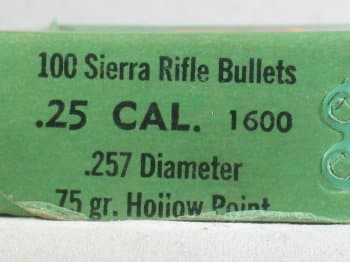 100 Sierra Rifle Bullets
.25 CAL. 1600
.257 Diameter
75 gr. Hollow Point